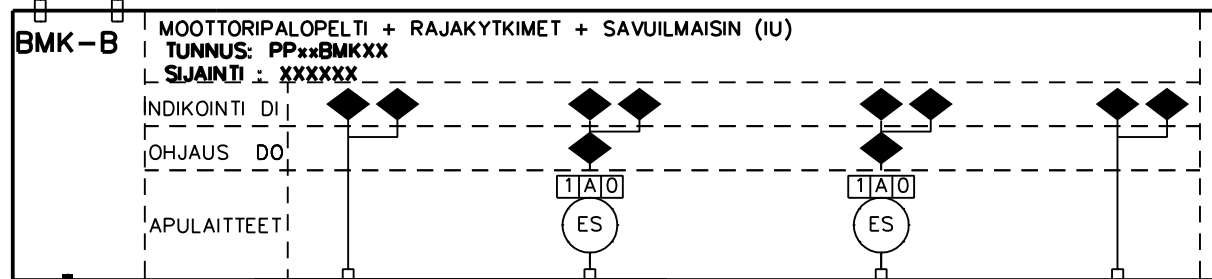 BMK-B
MOOTTORIPALOPELTI + RAJAKYTKIMET + SAVUILMAISIN (IU)
TUNNUS: PPxxBMKXX
SIJAINTI : XXXXXX
INDIKOINTI DI
OHJAUS DO
1 A 0
1 A 0
APULAITTEET
ES
ES